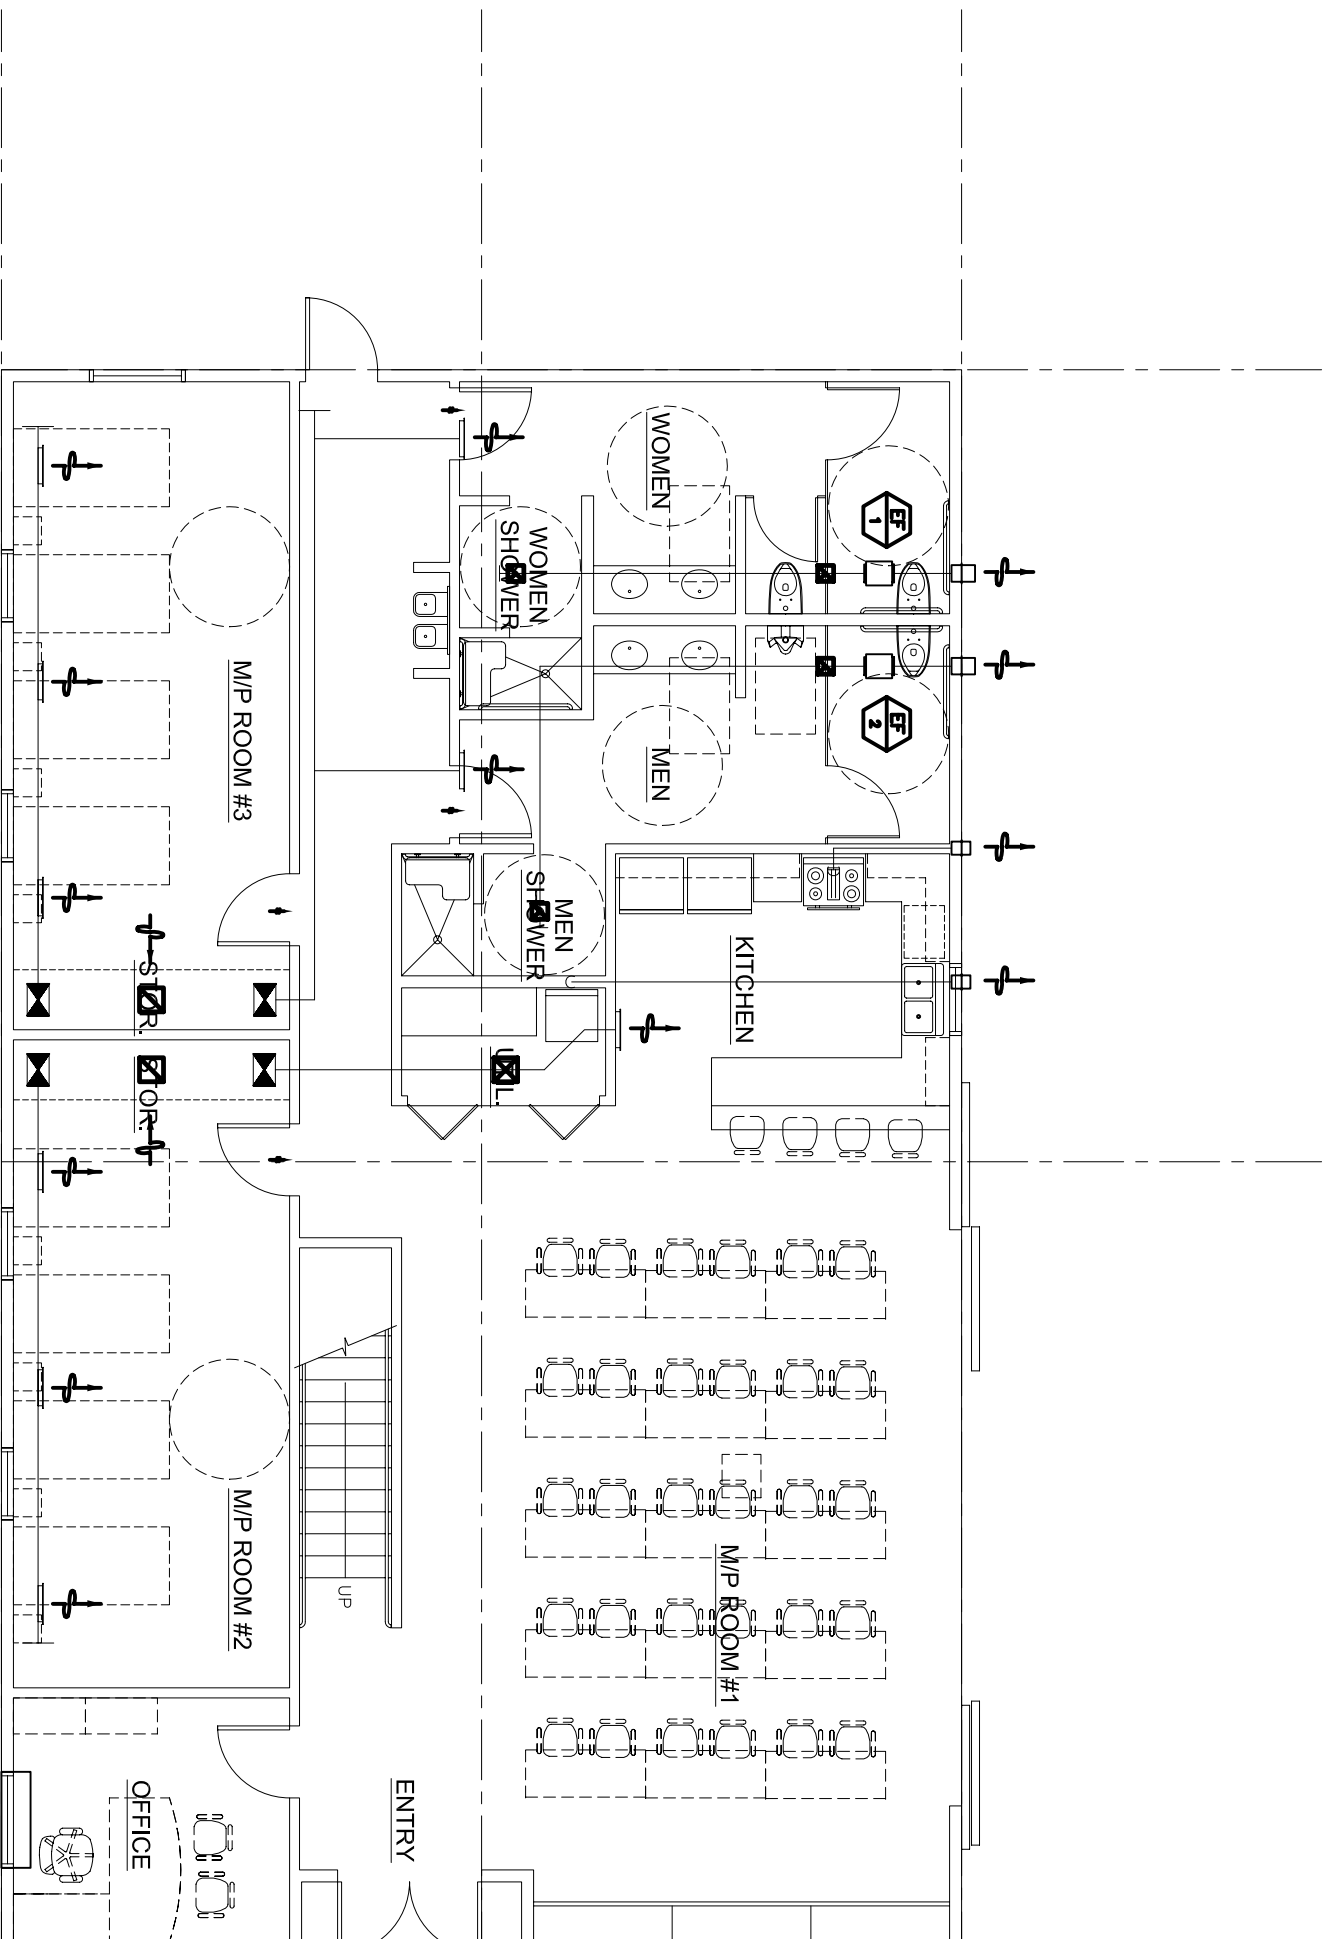 WOMEN
EF
1
WOMEN
SHOWER
EF
2
M/P ROOM #3
MEN
MEN
SHOWER
KITCHEN
STOR.
STOR.
UTIL.
M/P ROOM #2
UP
M/P ROOM #1
OFFICE
ENTRY